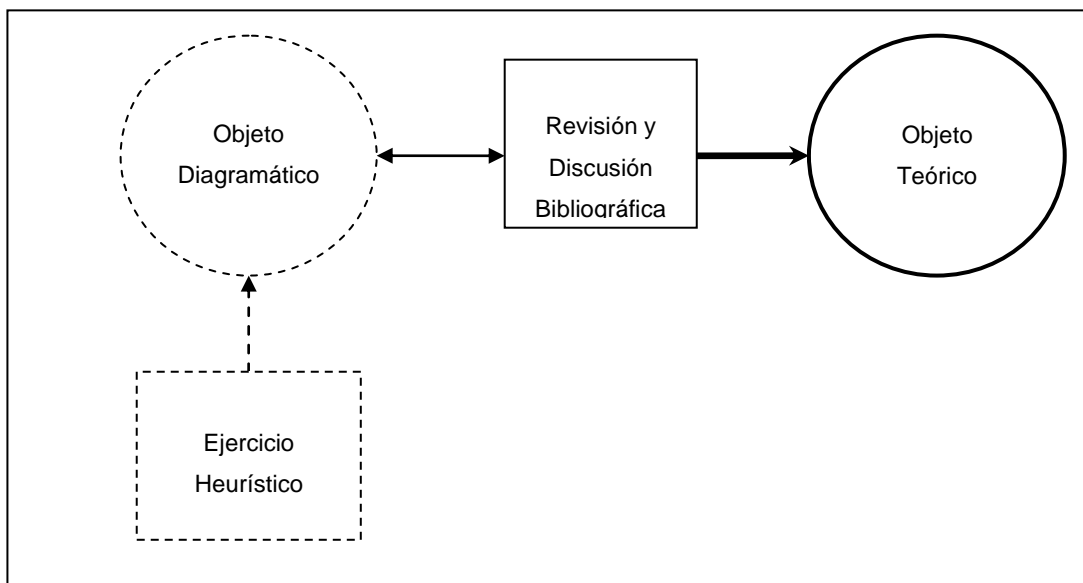 Objeto
Diagramático
Revisión y
Discusión
Bibliográfica
Objeto
Teórico
Ejercicio
Heurístico